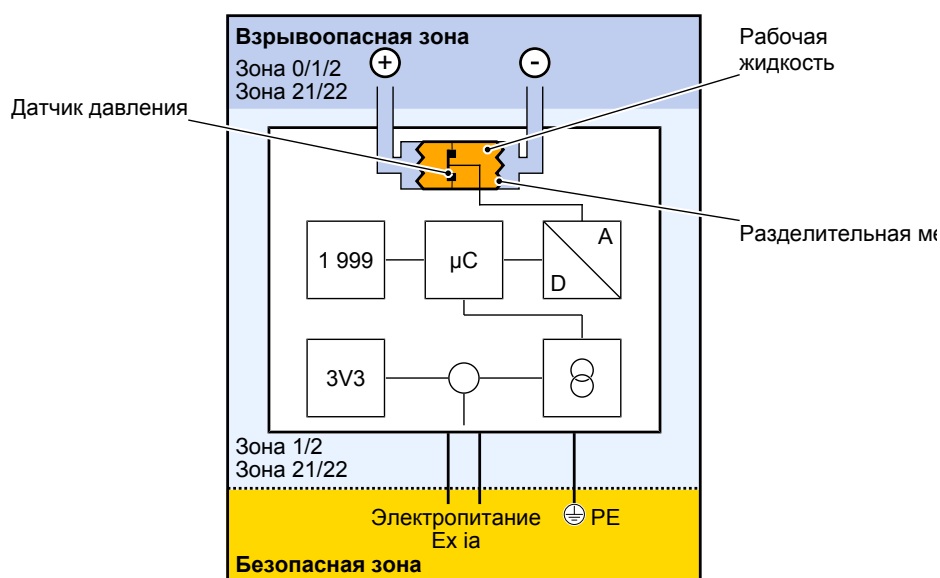 Взрывоопасная зона
Зона 0/1/2
Зона 21/22
+
-
Рабочая
жидкость
Датчик давления
Разделительная
1 999
µC
A
D
3V3
Зона 1/2
Зона 21/22
Электропитание
Ex ia
PE
Безопасная зона